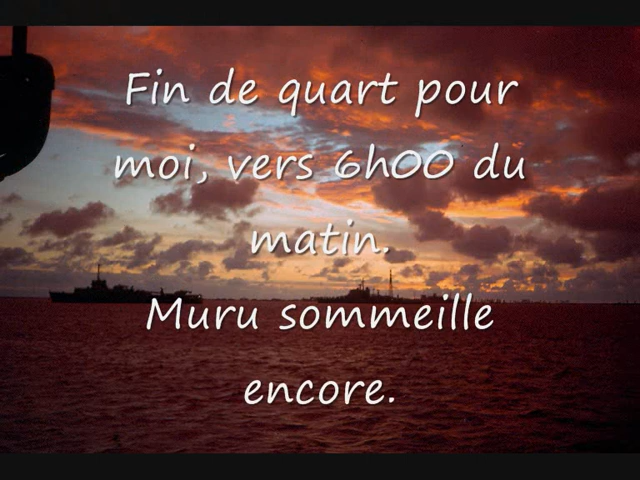 Fin de quart pour
moi, vers 6h00 du
matin.
Muru sommeille
encore.